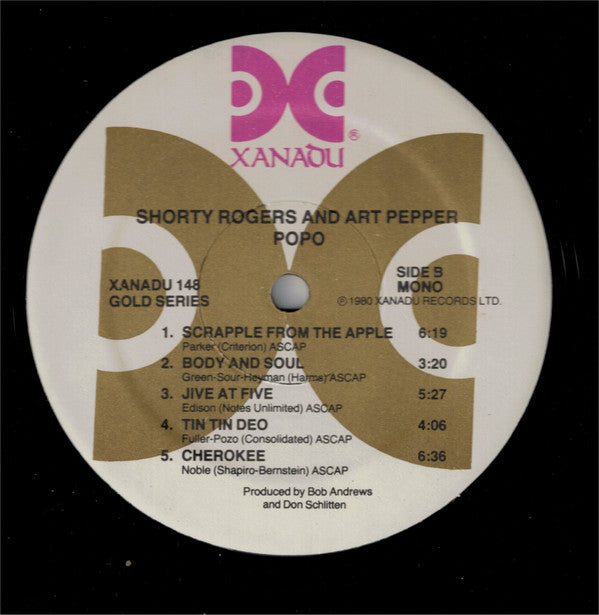 XANADU®
SHORTY ROGERS AND ART PEPPER
POPO
XANADU 148
GOLD SERIES
SIDE B
MONO
℗ 1980 XANADU RECORDS LTD.
1. SCRAPPLE FROM THE APPLE 6:19
Parker (Criterion) ASCAP
2. BODY AND SOUL 3:20
Green-Sour-Heyman (Harms) ASCAP
3. JIVE AT FIVE 5:27
Edison (Notes Unlimited) ASCAP
4. TIN TIN DEO 4:06
Fuller-Pozo (Consolidated) ASCAP
5. CHEROKEE 6:36
Noble (Shapiro-Bernstein) ASCAP
Produced by Bob Andrews
and Don Schlitten